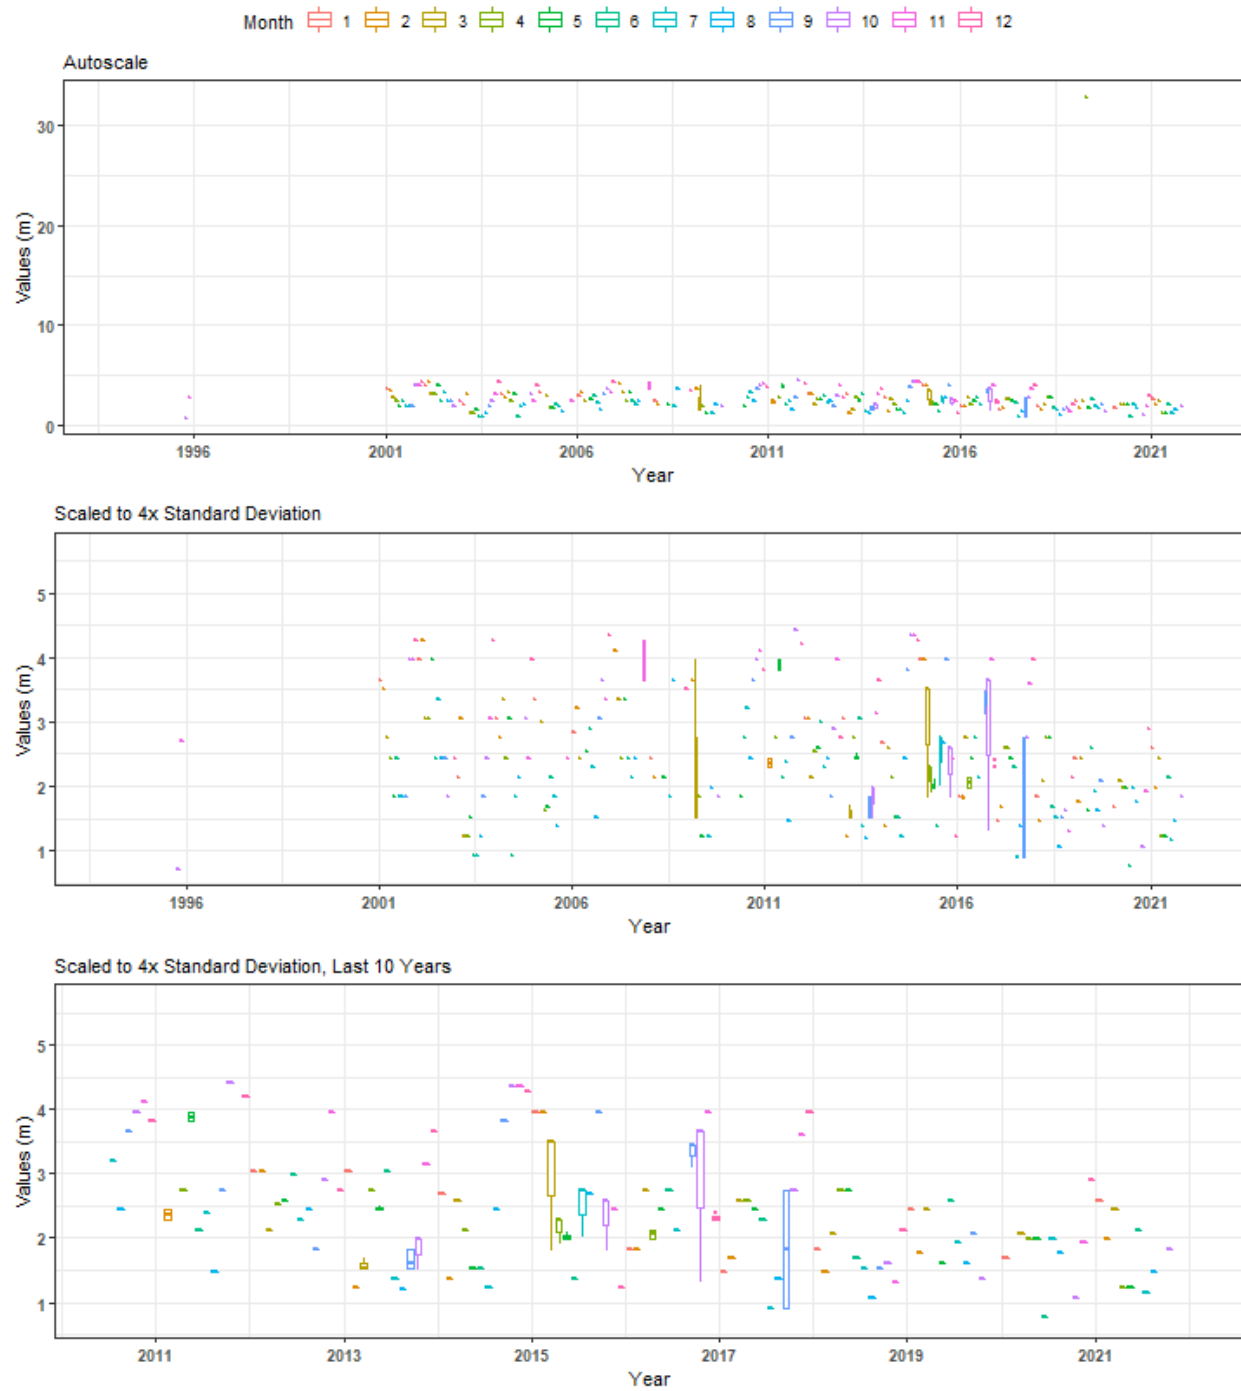 Month 1 2 3 4 5 6 7 8 9 10 11 12
Autoscale
Values (m)
30
20
10
0
1996 2001 2006 2011 2016 2021
Year
Scaled to 4x Standard Deviation
Values (m)
5
4
3
2
1
1996 2001 2006 2011 2016 2021
Year
Scaled to 4x Standard Deviation, Last 10 Years
Values (m)
5
4
3
2
1
2011 2013 2015 2017 2019 2021
Year